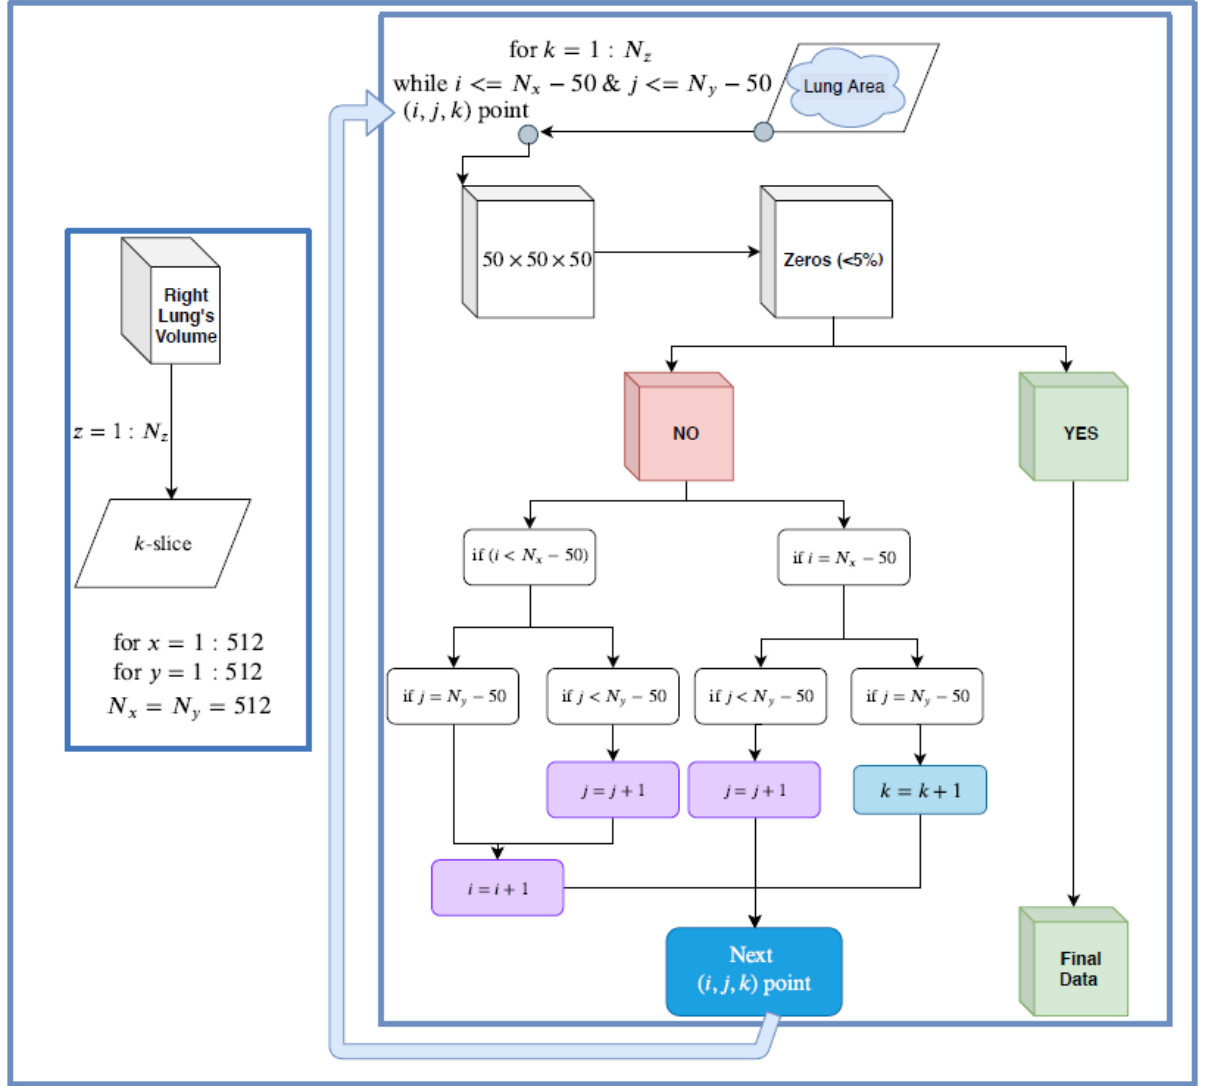 for k = 1 : N_z
while i <= N_x − 50 & j <= N_y − 50
(i, j, k) point
Lung Area
50 × 50 × 50
Zeros (<5%)
Right
Lung's
Volume
z = 1 : N_z
k-slice
for x = 1 : 512
for y = 1 : 512
N_x = N_y = 512
NO
YES
if (i < N_x − 50)
if i = N_x − 50
if j = N_y − 50
if j < N_y − 50
if j < N_y − 50
if j = N_y − 50
j = j + 1
j = j + 1
k = k + 1
i = i + 1
Next
(i, j, k) point
Final
Data